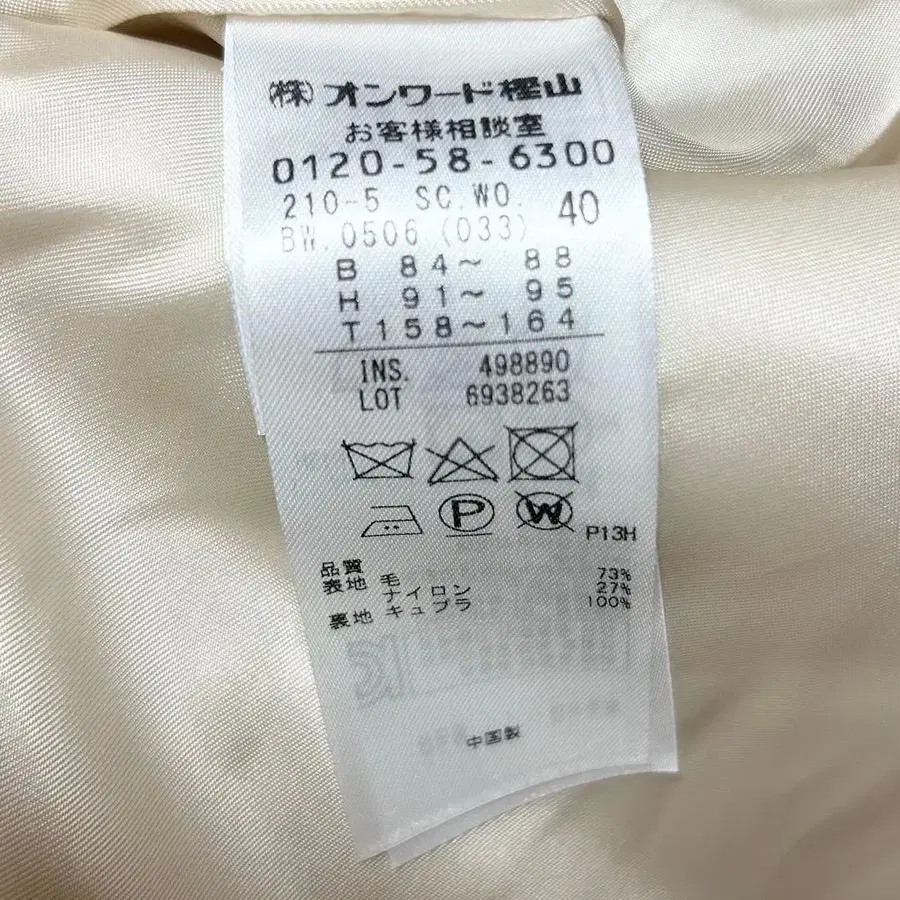 ㈱オンワード樫山
お客様相談室
0120-58-6300
210-5 SC.WO. 40
BW.0506 (033)
B 84～ 88
H 91～ 95
T158～164
INS. 498890
LOT 6938263
P W P13H
品質
表地 毛 73%
ナイロン 27%
裏地 キュプラ 100%
中国製